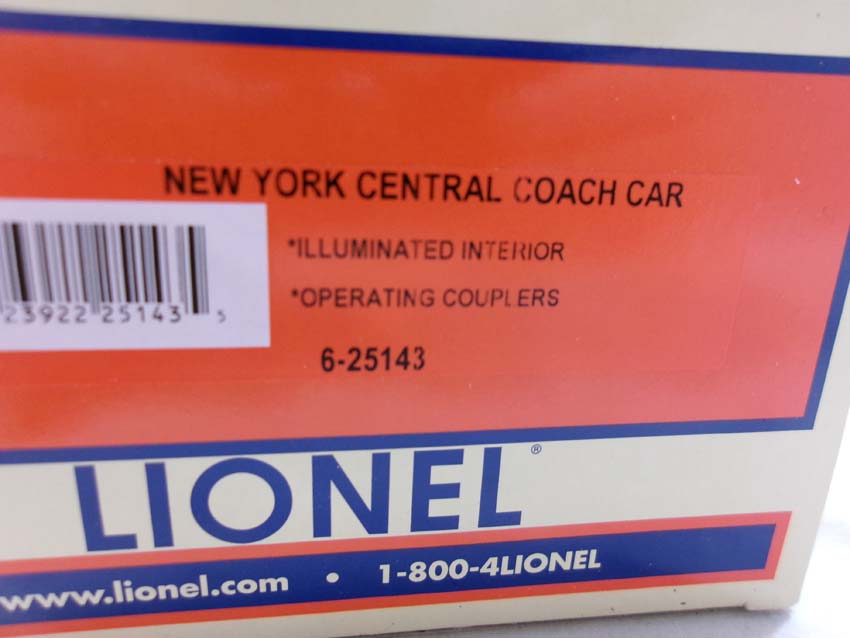 NEW YORK CENTRAL COACH CAR
*ILLUMINATED INTERIOR
*OPERATING COUPLERS
23922 25143 5
6-25143
LIONEL®
www.lionel.com • 1-800-4LIONEL